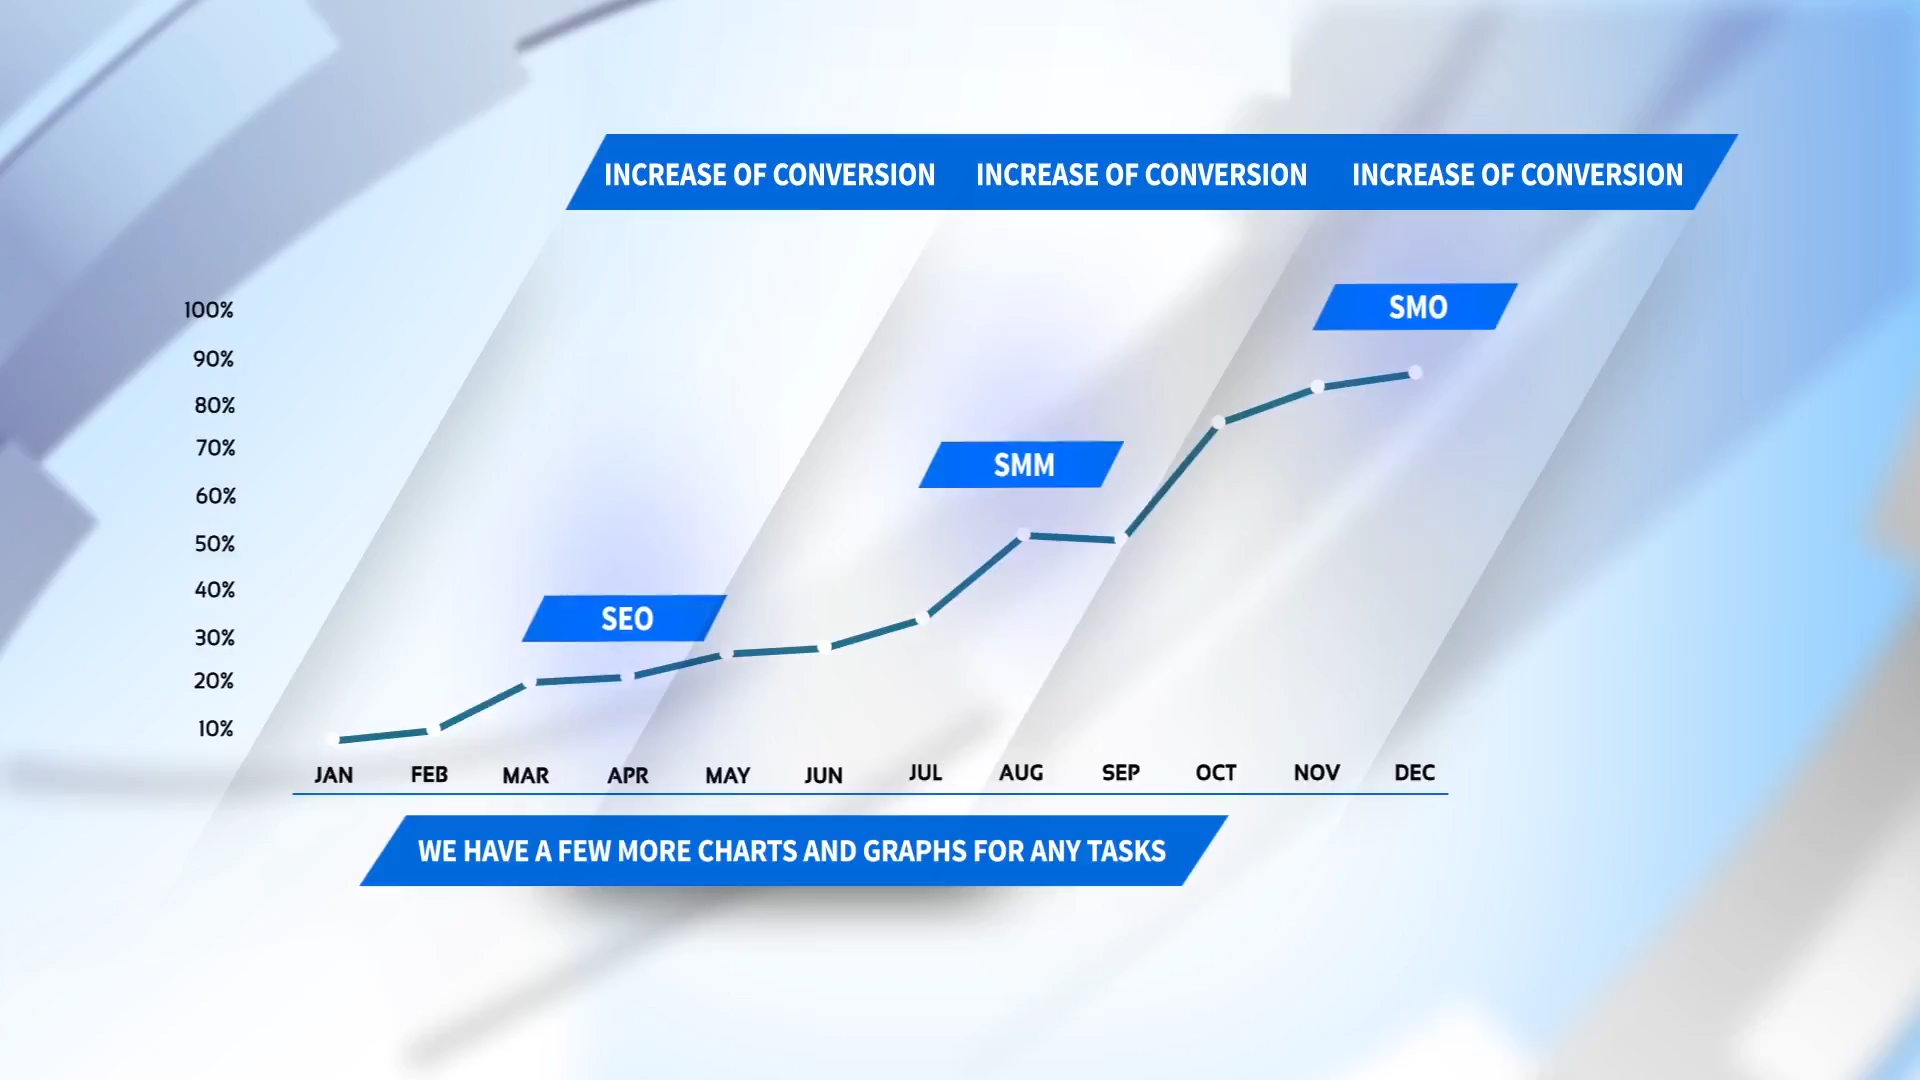 INCREASE OF CONVERSION INCREASE OF CONVERSION INCREASE OF CONVERSION
SMO
SMM
SEO
100%
90%
80%
70%
60%
50%
40%
30%
20%
10%
JAN FEB MAR APR MAY JUN JUL AUG SEP OCT NOV DEC
WE HAVE A FEW MORE CHARTS AND GRAPHS FOR ANY TASKS